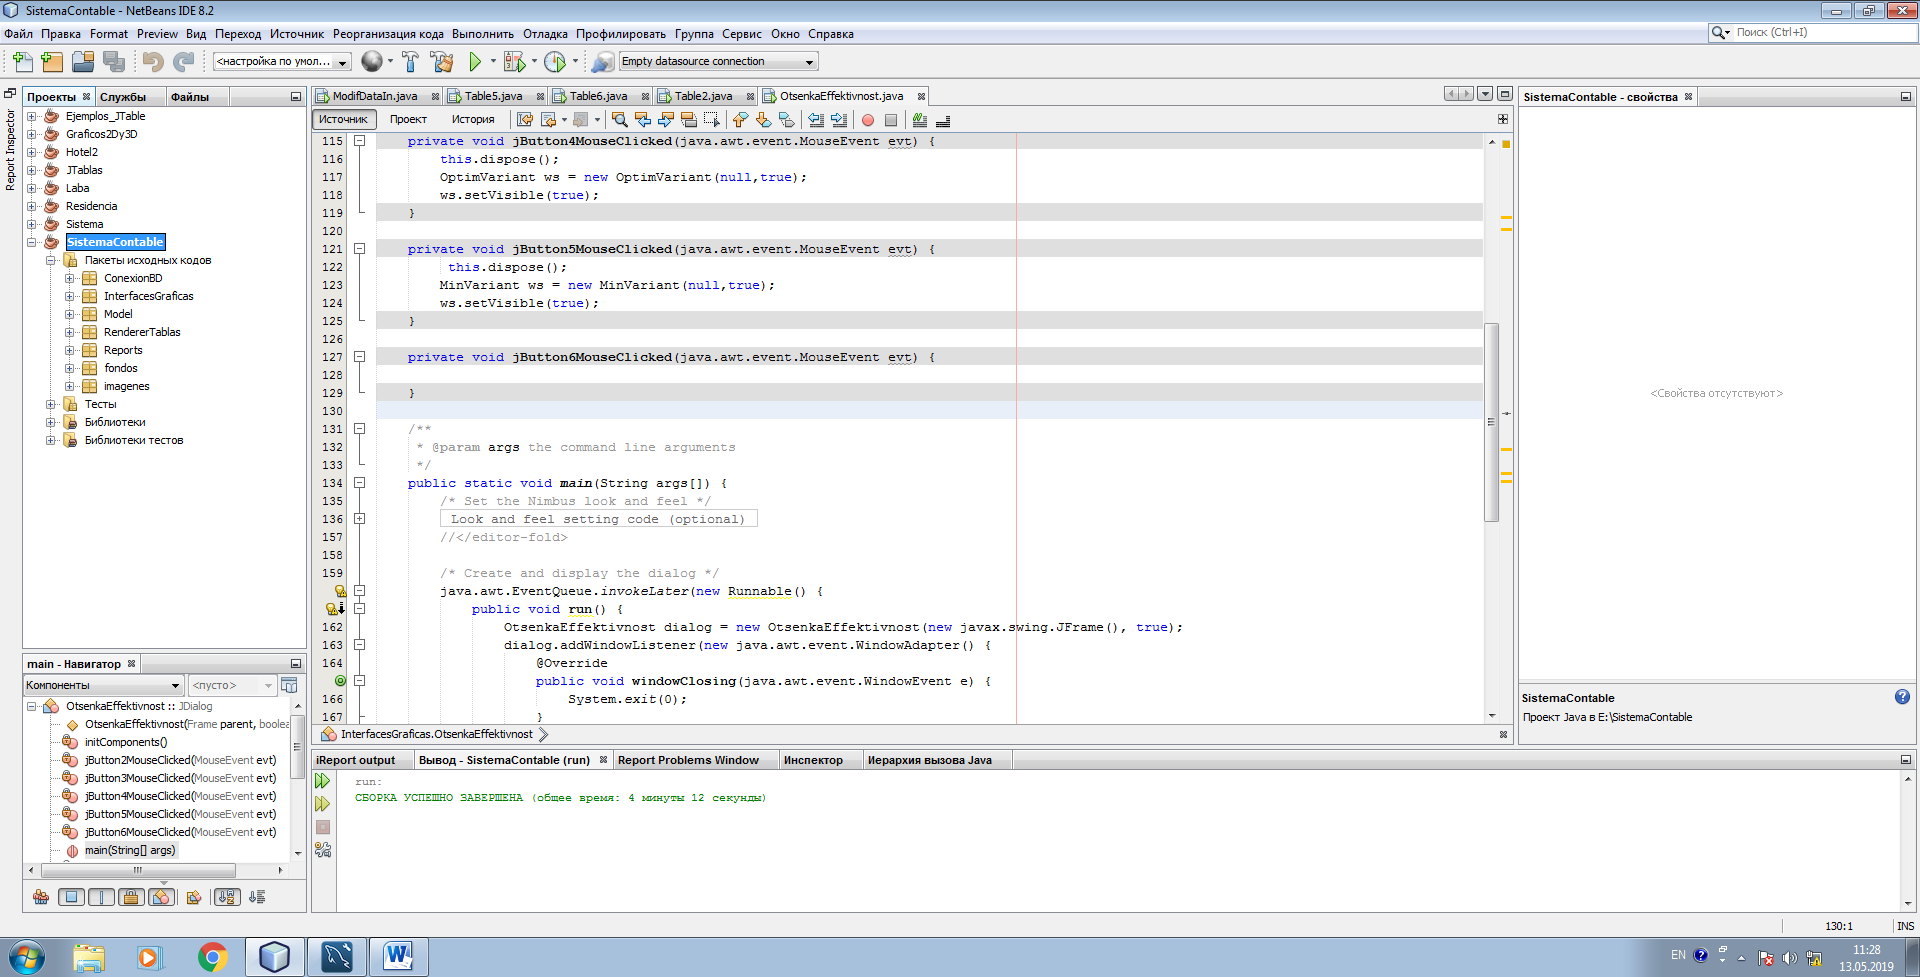 SistemaContable - NetBeans IDE 8.2
Файл Правка Format Preview Вид Переход Источник Реорганизация кода Выполнить Отладка Профилировать Группа Сервис Окно Справка
Поиск (Ctrl+I)
<настройка по умол...
Empty datasource connection
Report Inspector
Проекты
Службы
Файлы
Ejemplos_JTable
Graficos2Dy3D
Hotel2
JTablas
Laba
Residencia
Sistema
SistemaContable
Пакеты исходных кодов
ConexionBD
InterfacesGraficas
Model
RendererTablas
Reports
fondos
imagenes
Тесты
Библиотеки
Библиотеки тестов
main - Навигатор
Компоненты
<пусто>
OtsenkaEffektivnost :: JDialog
OtsenkaEffektivnost(Frame parent, boolea
initComponents()
jButton2MouseClicked(MouseEvent evt)
jButton3MouseClicked(MouseEvent evt)
jButton4MouseClicked(MouseEvent evt)
jButton5MouseClicked(MouseEvent evt)
jButton6MouseClicked(MouseEvent evt)
main(String[] args)
ModifDataIn.java
Table5.java
Table6.java
Table2.java
OtsenkaEffektivnost.java
Источник
Проект
История
115 private void jButton4MouseClicked(java.awt.event.MouseEvent evt) {
116 this.dispose();
117 OptimVariant ws = new OptimVariant(null,true);
118 ws.setVisible(true);
119 }
120
121 private void jButton5MouseClicked(java.awt.event.MouseEvent evt) {
122 this.dispose();
123 MinVariant ws = new MinVariant(null,true);
124 ws.setVisible(true);
125 }
126
127 private void jButton6MouseClicked(java.awt.event.MouseEvent evt) {
128
129 }
130
131 /**
132 * @param args the command line arguments
133 */
134 public static void main(String args[]) {
135 /* Set the Nimbus look and feel */
136 Look and feel setting code (optional)
157 //</editor-fold>
158
159 /* Create and display the dialog */
java.awt.EventQueue.invokeLater(new Runnable() {
public void run() {
162 OtsenkaEffektivnost dialog = new OtsenkaEffektivnost(new javax.swing.JFrame(), true);
163 dialog.addWindowListener(new java.awt.event.WindowAdapter() {
164 @Override
public void windowClosing(java.awt.event.WindowEvent e) {
166 System.exit(0);
167 }
InterfacesGraficas.OtsenkaEffektivnost
SistemaContable - свойства
<Свойства отсутствуют>
SistemaContable
Проект Java в E:\SistemaContable
iReport output
Вывод - SistemaContable (run)
Report Problems Window
Инспектор
Иерархия вызова Java
run:
СБОРКА УСПЕШНО ЗАВЕРШЕНА (общее время: 4 минуты 12 секунды)
130:1
INS
EN
11:28
13.05.2019